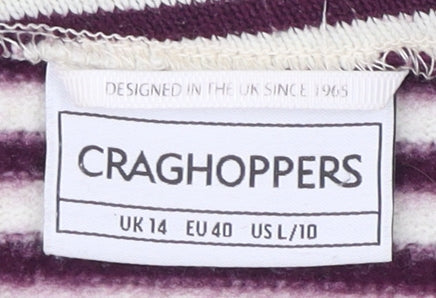 DESIGNED IN THE UK SINCE 1965
CRAGHOPPERS
UK 14 EU 40 US L/10